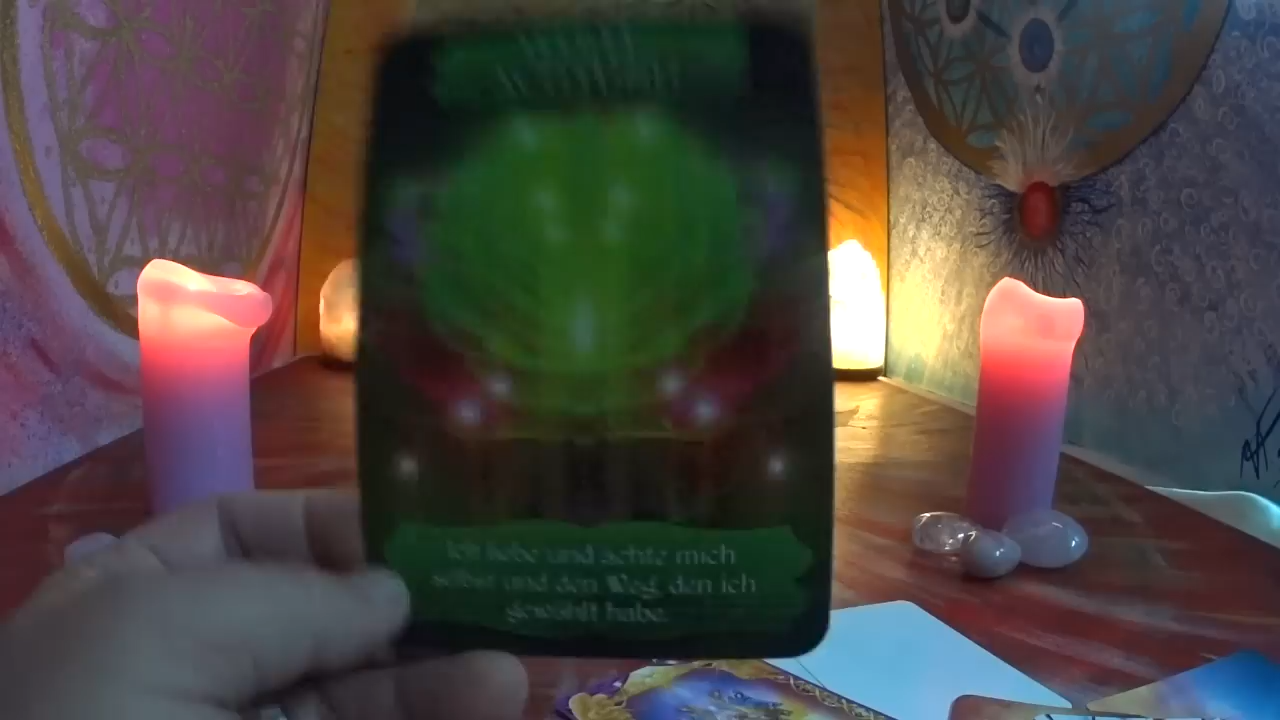 Ich liebe und achte mich
selbst und den Weg, den ich
gewählt habe.